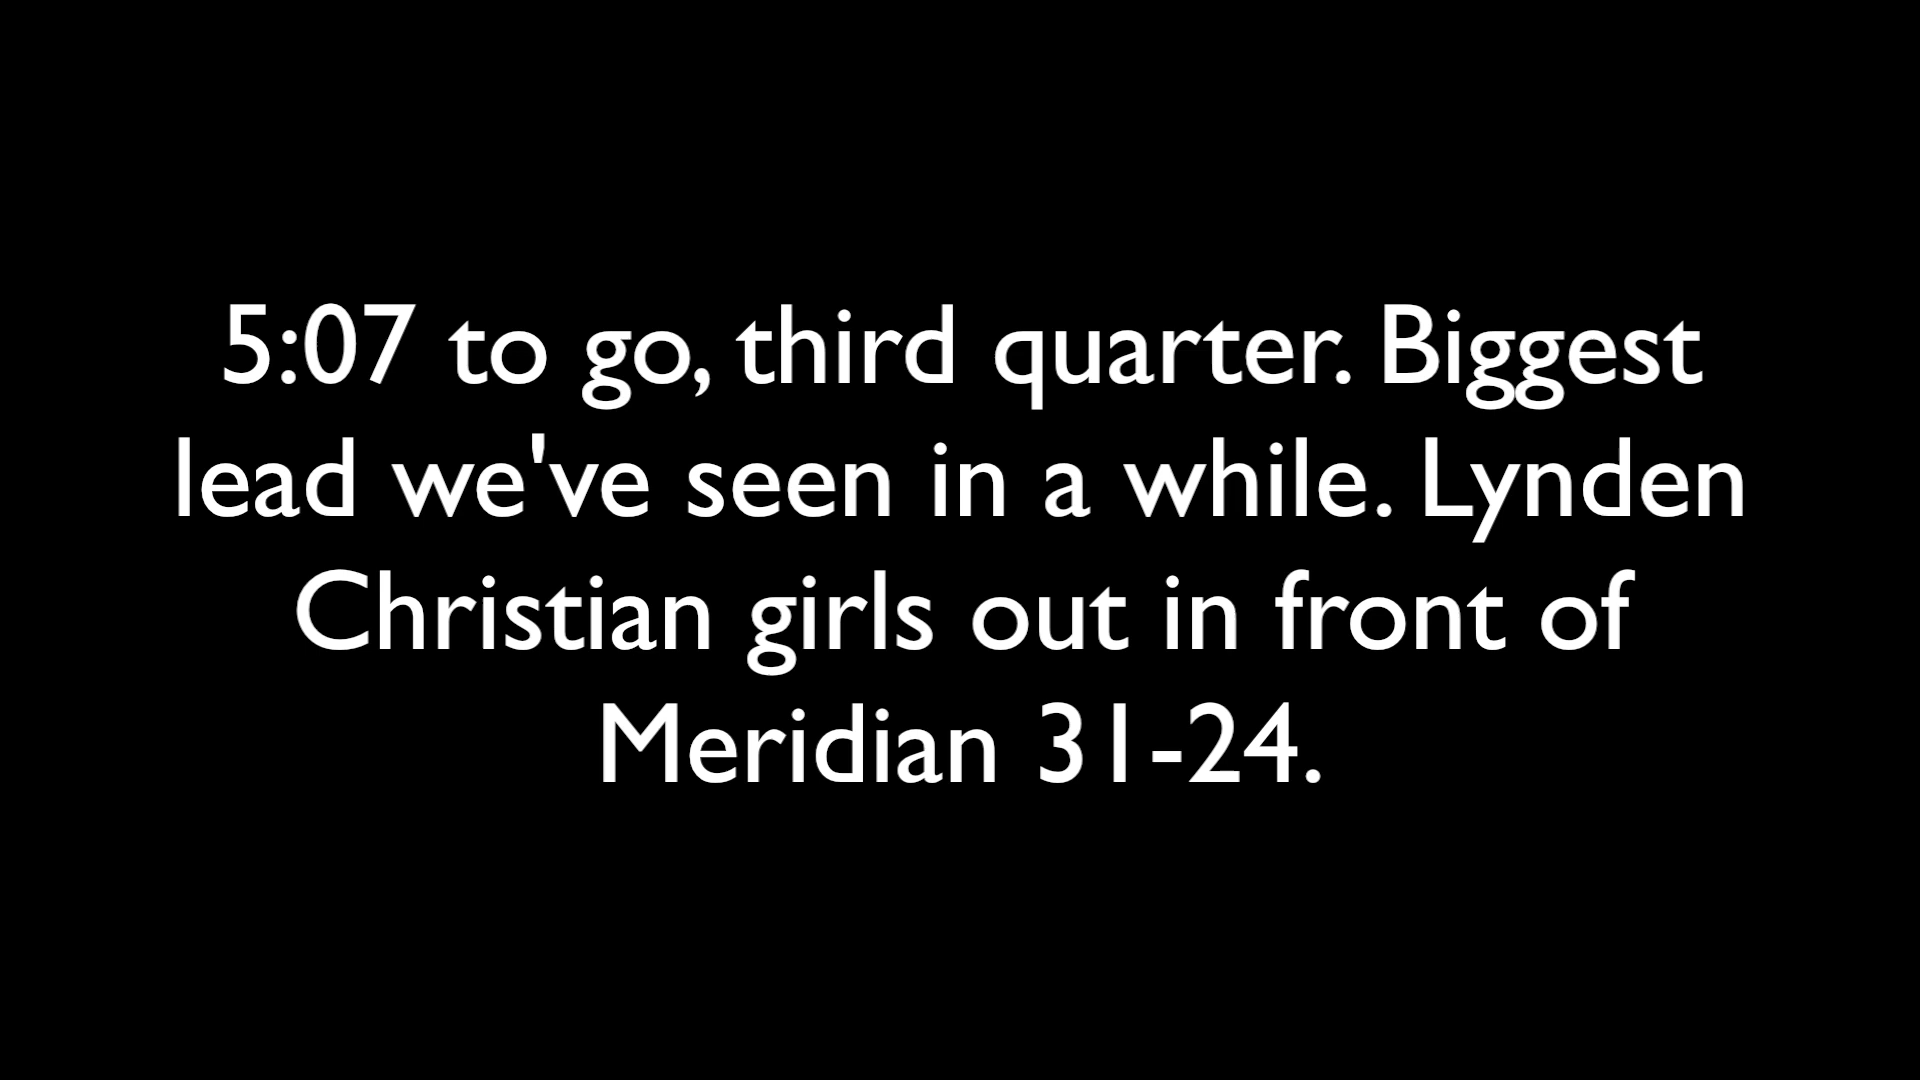 5:07 to go, third quarter. Biggest
lead we've seen in a while. Lynden
Christian girls out in front of
Meridian 31-24.